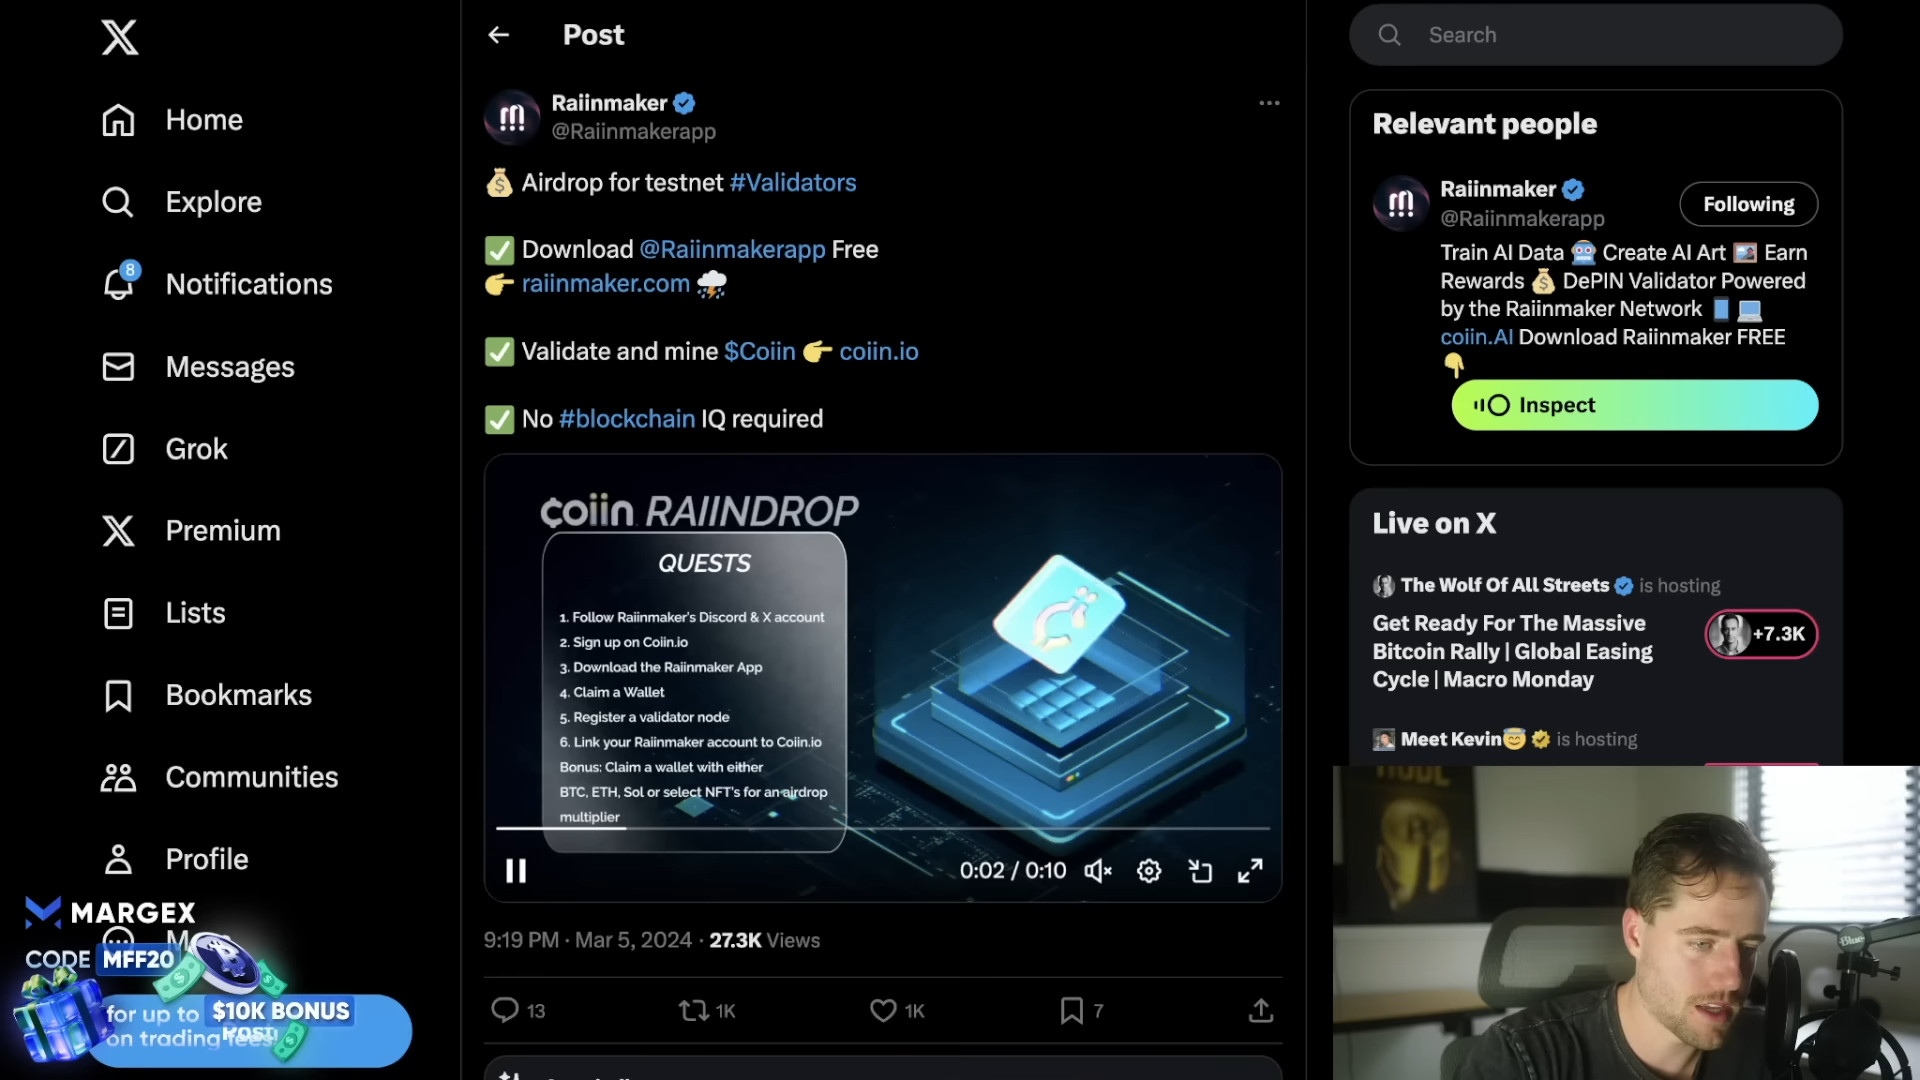 Home
Explore
8
Notifications
Messages
Grok
Premium
Lists
Bookmarks
Communities
Profile
MARGEX
CODE MFF20
for up to $10K BONUS
on trading fees!
Post
Raiinmaker
@Raiinmakerapp
💰 Airdrop for testnet #Validators
✅ Download @Raiinmakerapp Free
👉 raiinmaker.com ⛈️
✅ Validate and mine $Coiin 👉 coiin.io
✅ No #blockchain IQ required
coiin RAIINDROP
QUESTS
1. Follow Raiinmaker's Discord & X account
2. Sign up on Coiin.io
3. Download the Raiinmaker App
4. Claim a Wallet
5. Register a validator node
6. Link your Raiinmaker account to Coiin.io
Bonus: Claim a wallet with either
BTC, ETH, Sol or select NFT's for an airdrop
multiplier
0:02 / 0:10
9:19 PM · Mar 5, 2024 · 27.3K Views
13
1K
1K
7
Search
Relevant people
Raiinmaker
Following
@Raiinmakerapp
Train AI Data 🤖 Create AI Art 🖼️ Earn
Rewards 💰 DePIN Validator Powered
by the Raiinmaker Network 📱 💻
coiin.AI Download Raiinmaker FREE
👇
Inspect
Live on X
The Wolf Of All Streets is hosting
Get Ready For The Massive
Bitcoin Rally | Global Easing
Cycle | Macro Monday
+7.3K
Meet Kevin😇 is hosting
Blue